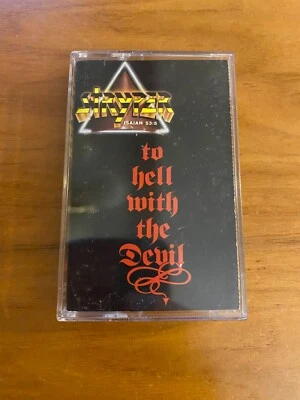 STRYPER
ISAIAH 53:5
to
hell
with
the
Devil